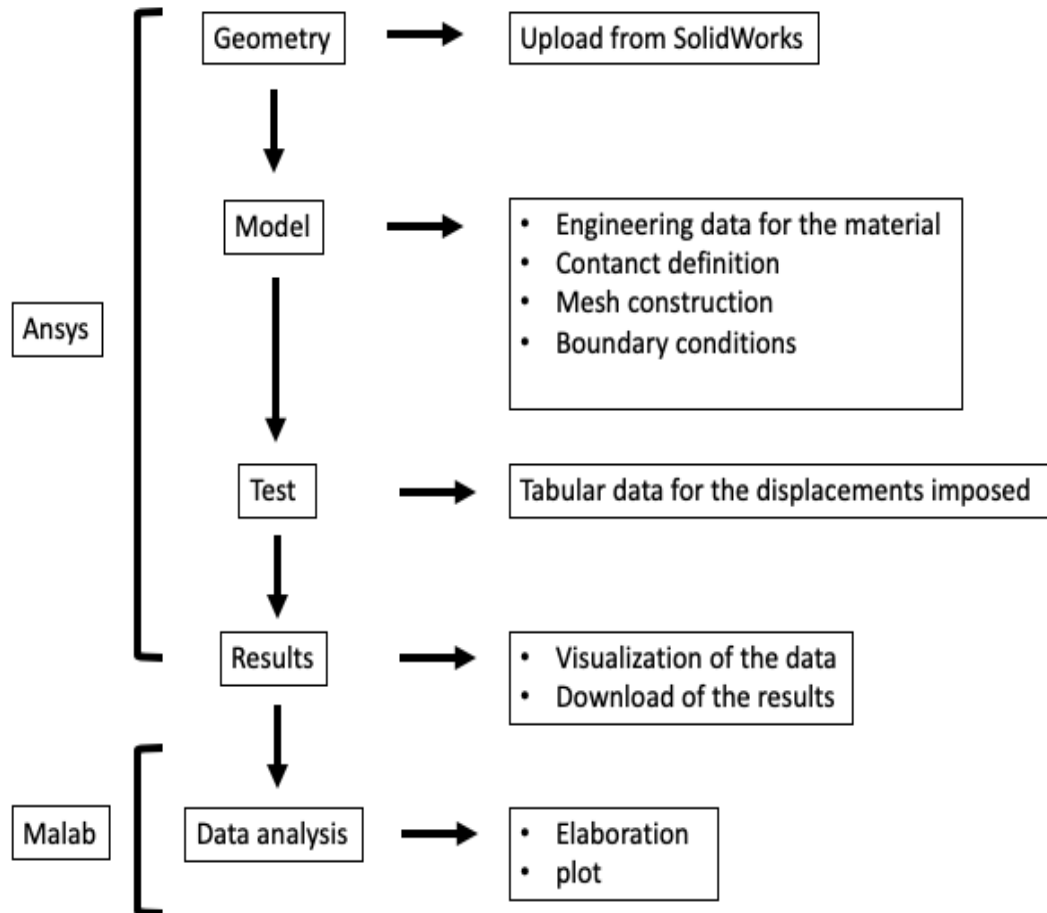 Geometry
Upload from SolidWorks
Model
• Engineering data for the material
• Contanct definition
• Mesh construction
• Boundary conditions
Ansys
Test
Tabular data for the displacements imposed
Results
• Visualization of the data
• Download of the results
Malab
Data analysis
• Elaboration
• plot